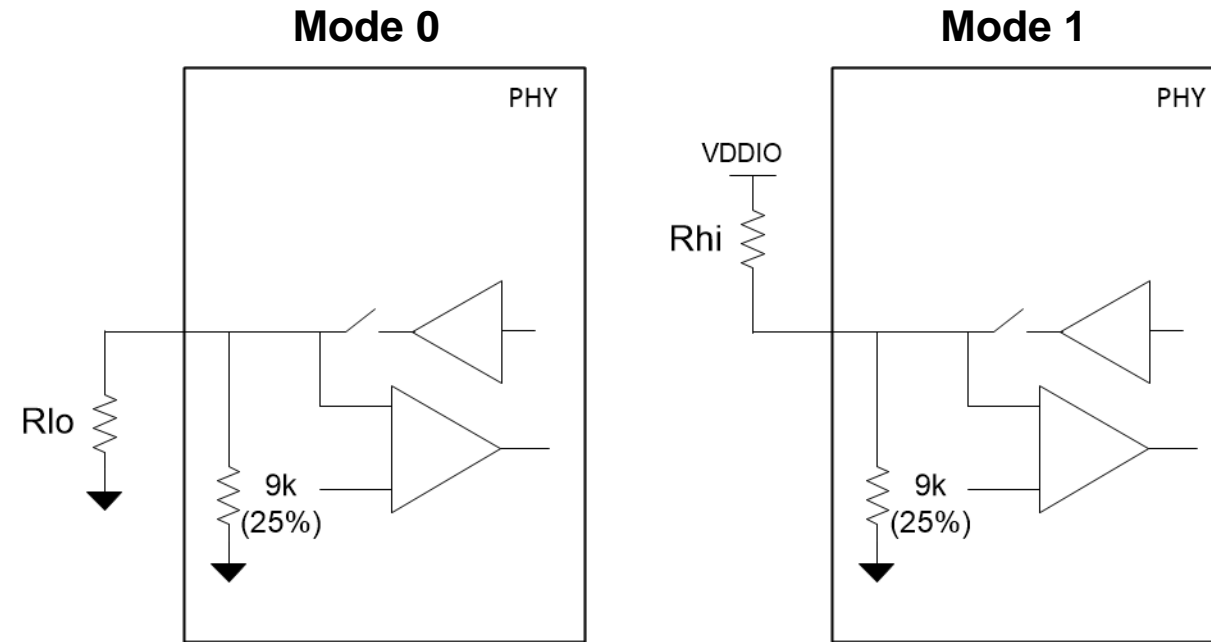 Mode 0
PHY
Rlo
9k
(25%)
Mode 1
PHY
VDDIO
Rhi
9k
(25%)